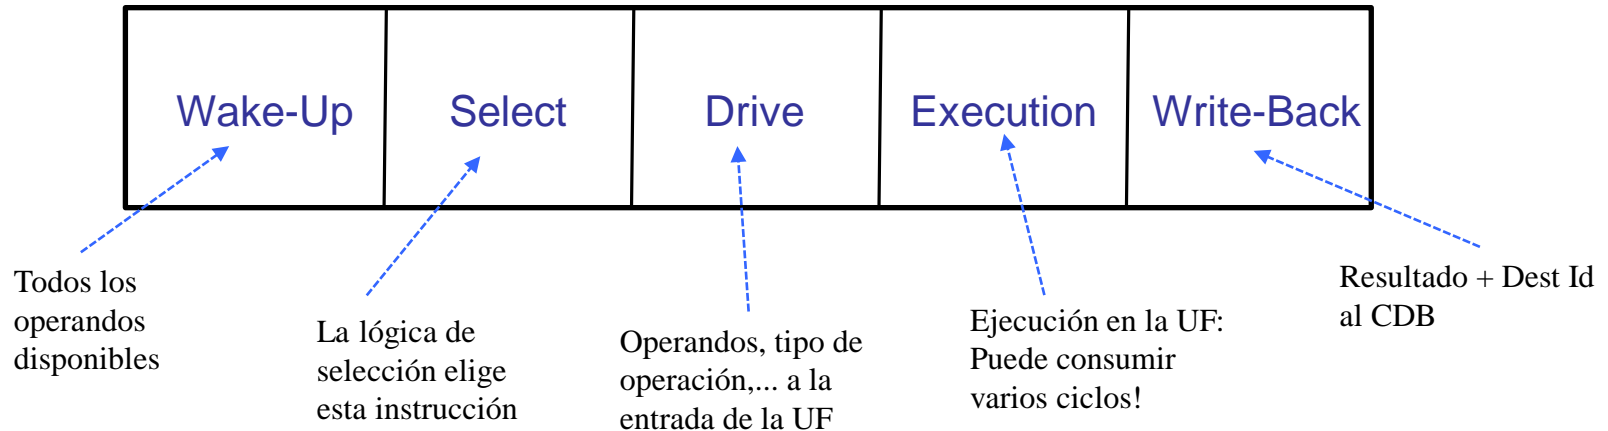 Wake-Up
Select
Drive
Execution
Write-Back
Todos los
operandos
disponibles
La lógica de
selección elige
esta instrucción
Operandos, tipo de
operación,... a la
entrada de la UF
Ejecución en la UF:
Puede consumir
varios ciclos!
Resultado + Dest Id
al CDB